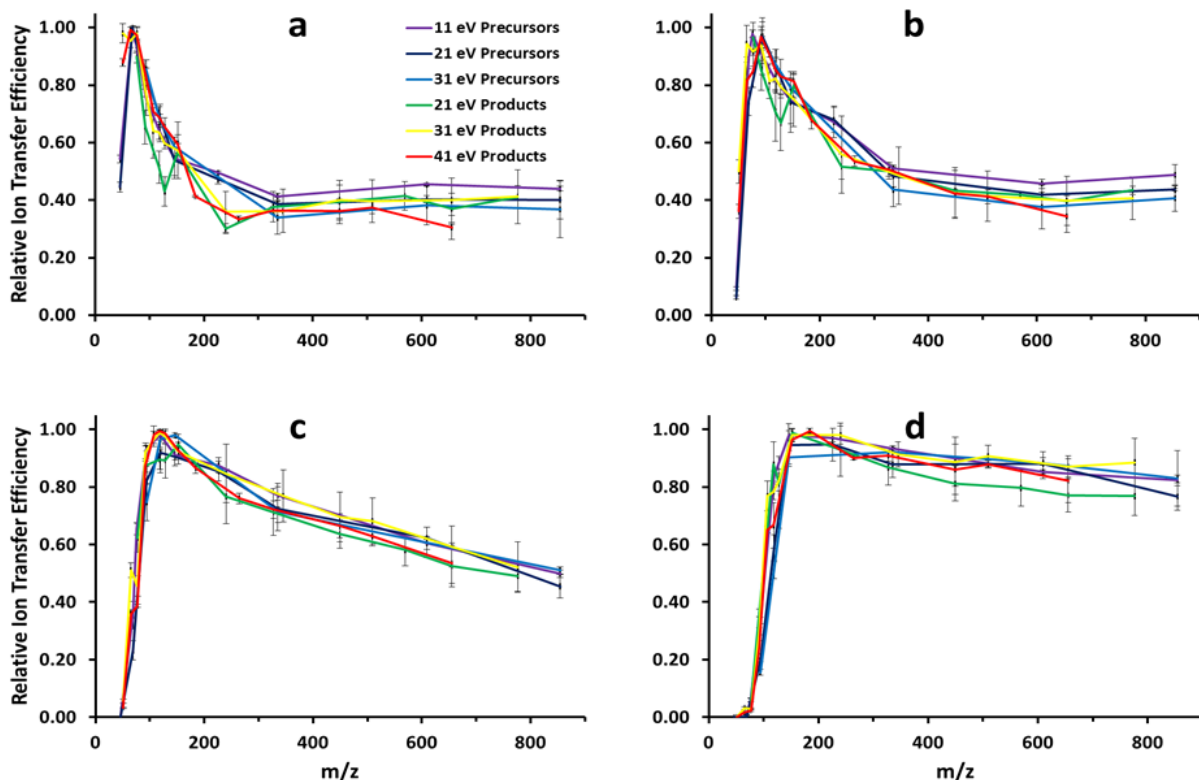 a
b
11 eV Precursors
21 eV Precursors
31 eV Precursors
21 eV Products
31 eV Products
41 eV Products
Relative Ion Transfer Efficiency
1.00
0.80
0.60
0.40
0.20
0.00
0 200 400 600 800
1.00
0.80
0.60
0.40
0.20
0.00
0 200 400 600 800
c
d
Relative Ion Transfer Efficiency
1.00
0.80
0.60
0.40
0.20
0.00
0 200 400 600 800
m/z
1.00
0.80
0.60
0.40
0.20
0.00
0 200 400 600 800
m/z